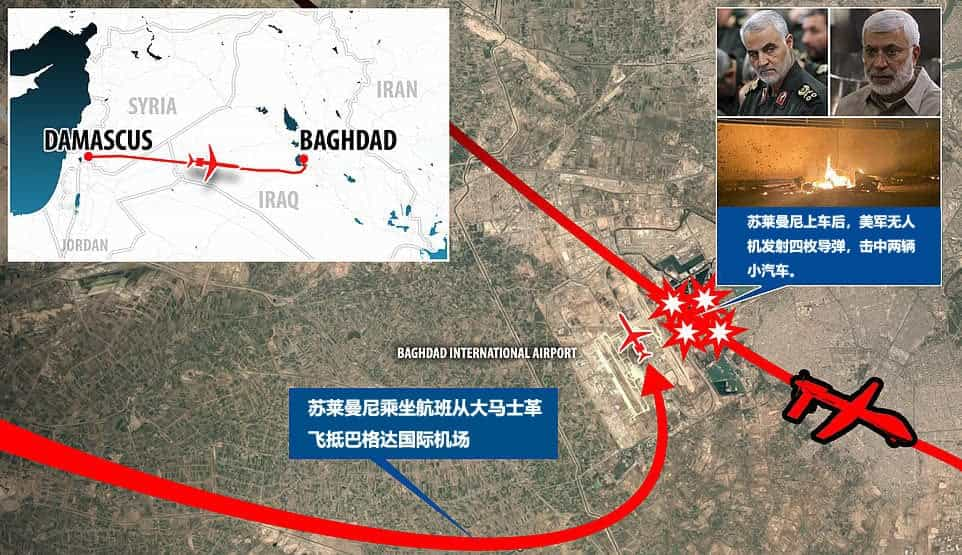 SYRIA
IRAN
DAMASCUS
BAGHDAD
IRAQ
JORDAN
苏莱曼尼上车后，美军无人
机发射四枚导弹，击中两辆
小汽车。
BAGHDAD INTERNATIONAL AIRPORT
苏莱曼尼乘坐航班从大马士革
飞抵巴格达国际机场